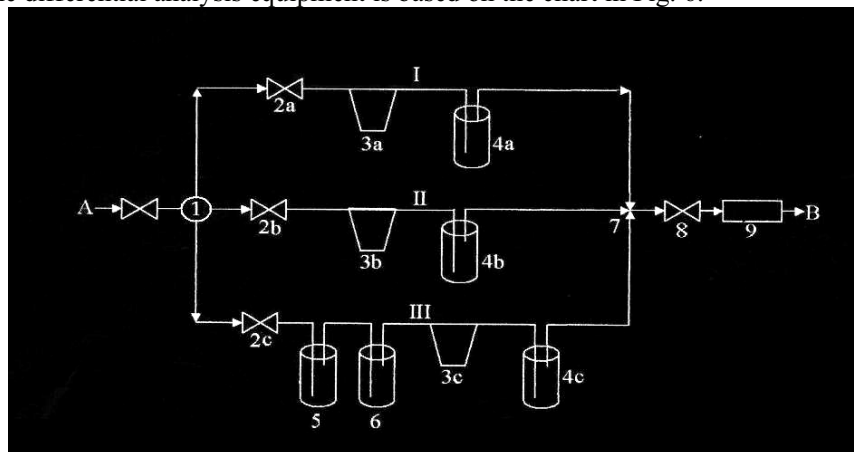 e differential analysis equipment is based on the chart in Fig. 6.
I
2a
3a
4a
A
1
II
2b
3b
4b
7
8
9
B
III
2c
5
6
3c
4c